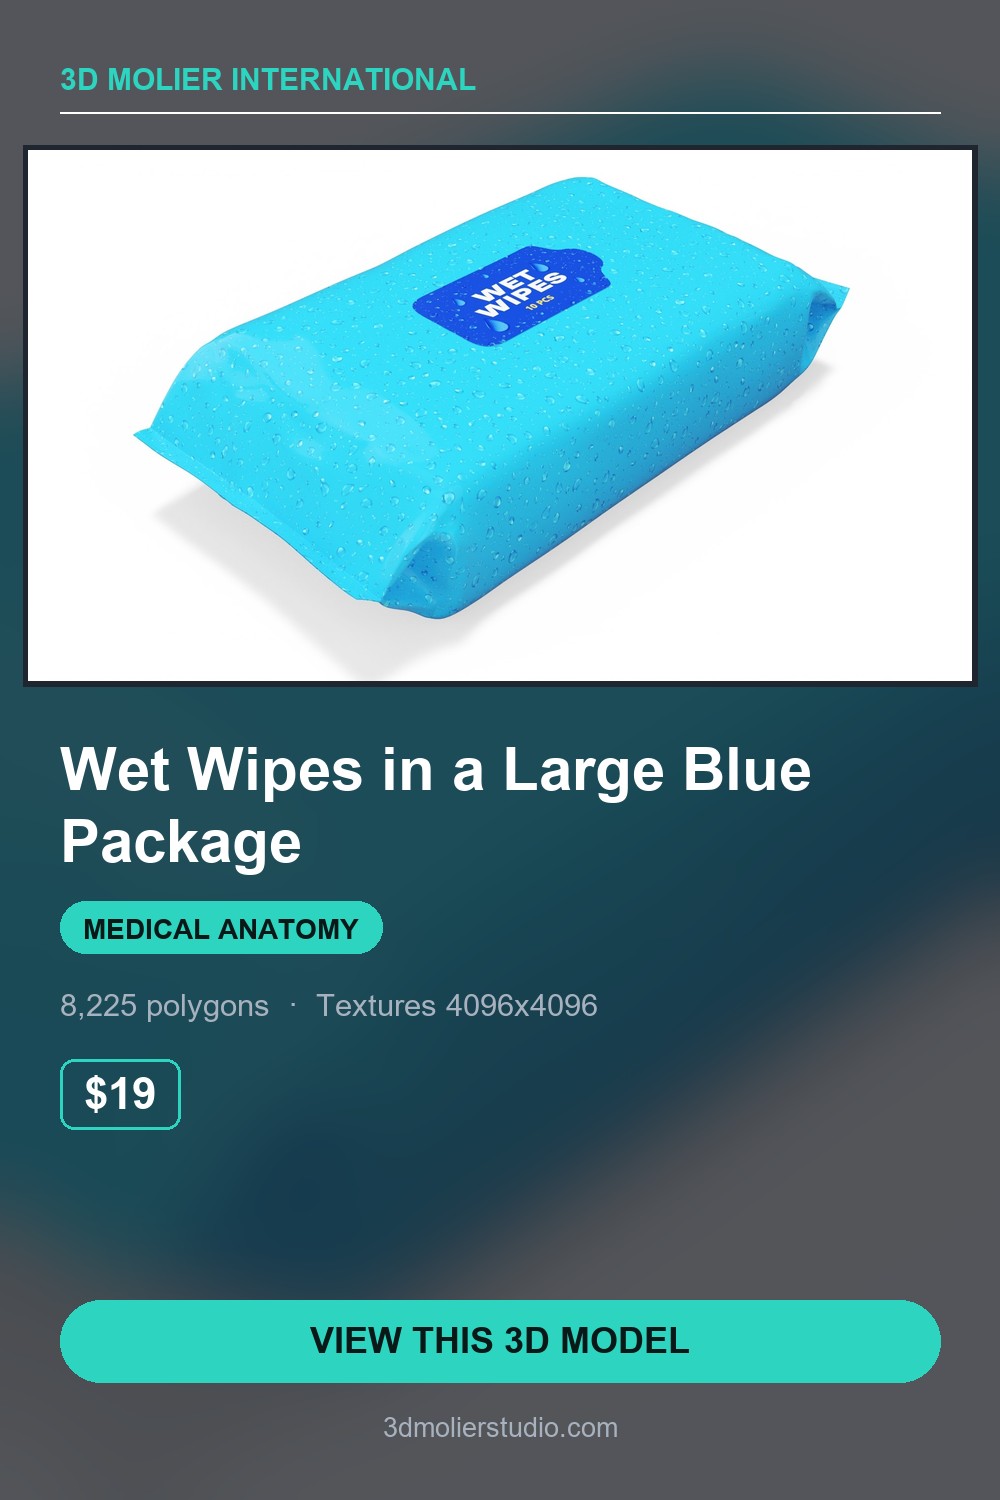 3D MOLIER INTERNATIONAL
WET
WIPES
10 PCS
Wet Wipes in a Large Blue
Package
MEDICAL ANATOMY
8,225 polygons · Textures 4096x4096
$19
VIEW THIS 3D MODEL
3dmolierstudio.com